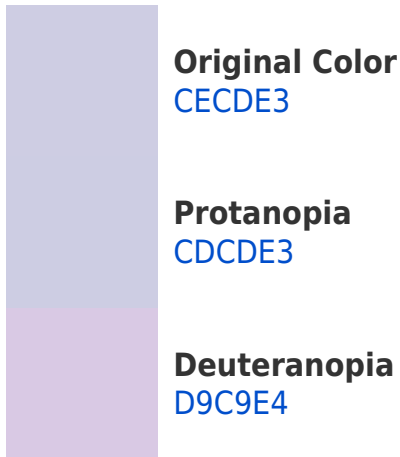 Original Color
CECDE3
Protanopia
CDCDE3
Deuteranopia
D9C9E4